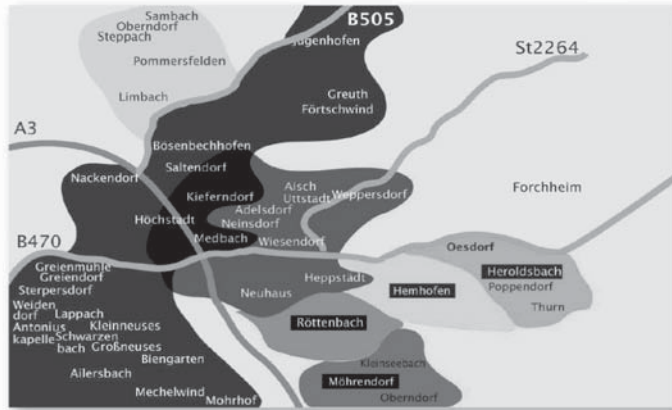 Sambach
Oberndorf
Steppach
Pommersfelden
Limbach
B505
Jugenhofen
St2264
Greuth
Förtschwind
A3
Bösenbechhofen
Saltendorf
Nackendorf
Kieferndorf
Aisch
Uttstadt
Weppersdorf
Forchheim
Höchstadt
Adelsdorf
Neinsdorf
Medbach
Wiesendorf
B470
Oesdorf
Greienmühle
Greiendorf
Sterpersdorf
Heppstädt
Heroldsbach
Poppendorf
Neuhaus
Hemhofen
Thurn
Weiden
dorf
Lappach
Antonius
kapelle
Kleinneuses
Schwarzen
bach
Großneuses
Röttenbach
Biengarten
Ailersbach
Kleinseebach
Möhrendorf
Mechelwind
Mohrhof
Oberndorf